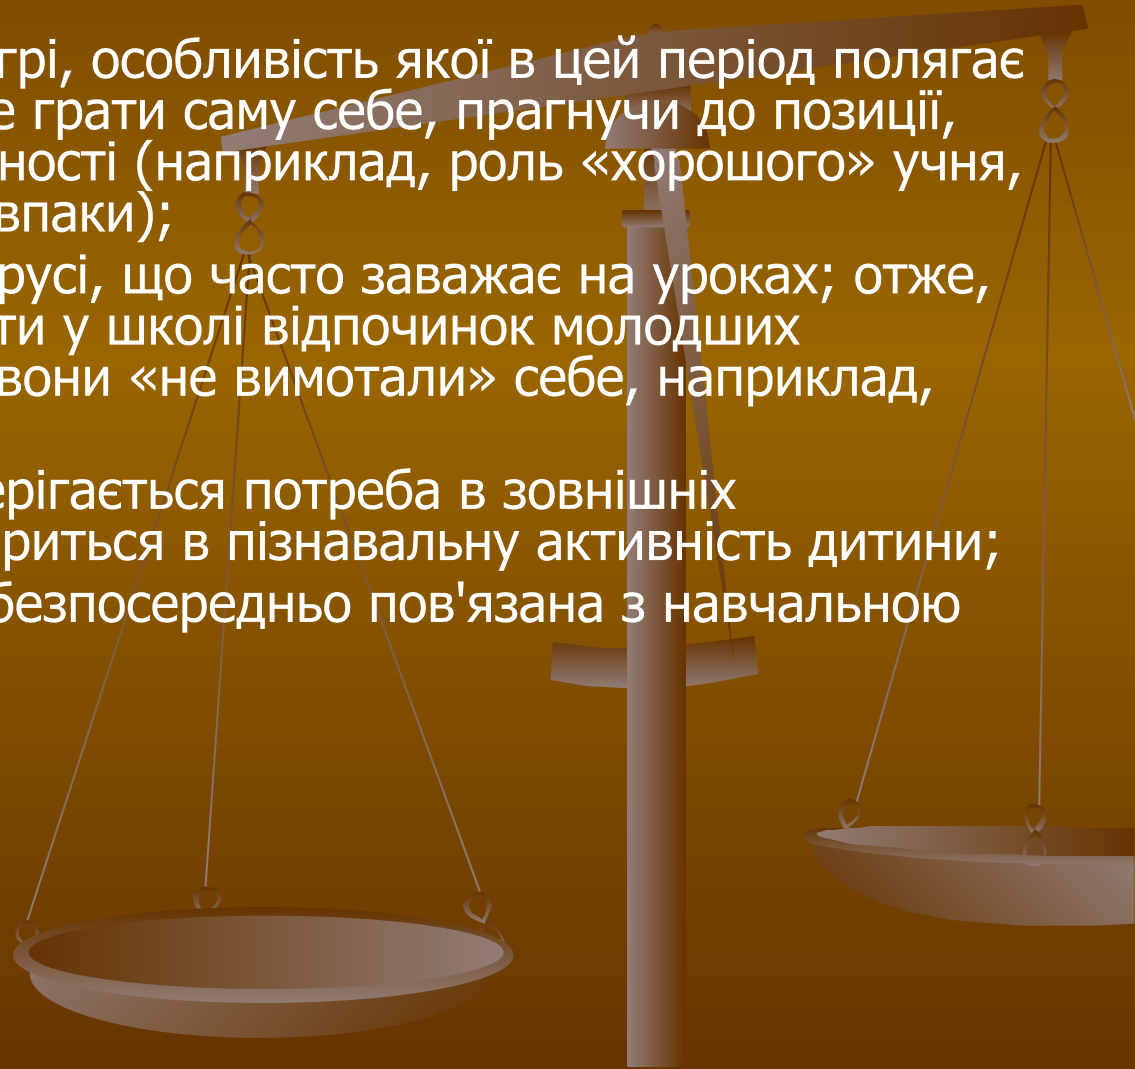 грі, особливість якої в цей період полягає
е грати саму себе, прагнучи до позиції,
ності (наприклад, роль «хорошого» учня,
впаки);
русі, що часто заважає на уроках; отже,
ти у школі відпочинок молодших
вони «не вимотали» себе, наприклад,
ерігається потреба в зовнішніх
риться в пізнавальну активність дитини;
безпосередньо пов'язана з навчальною